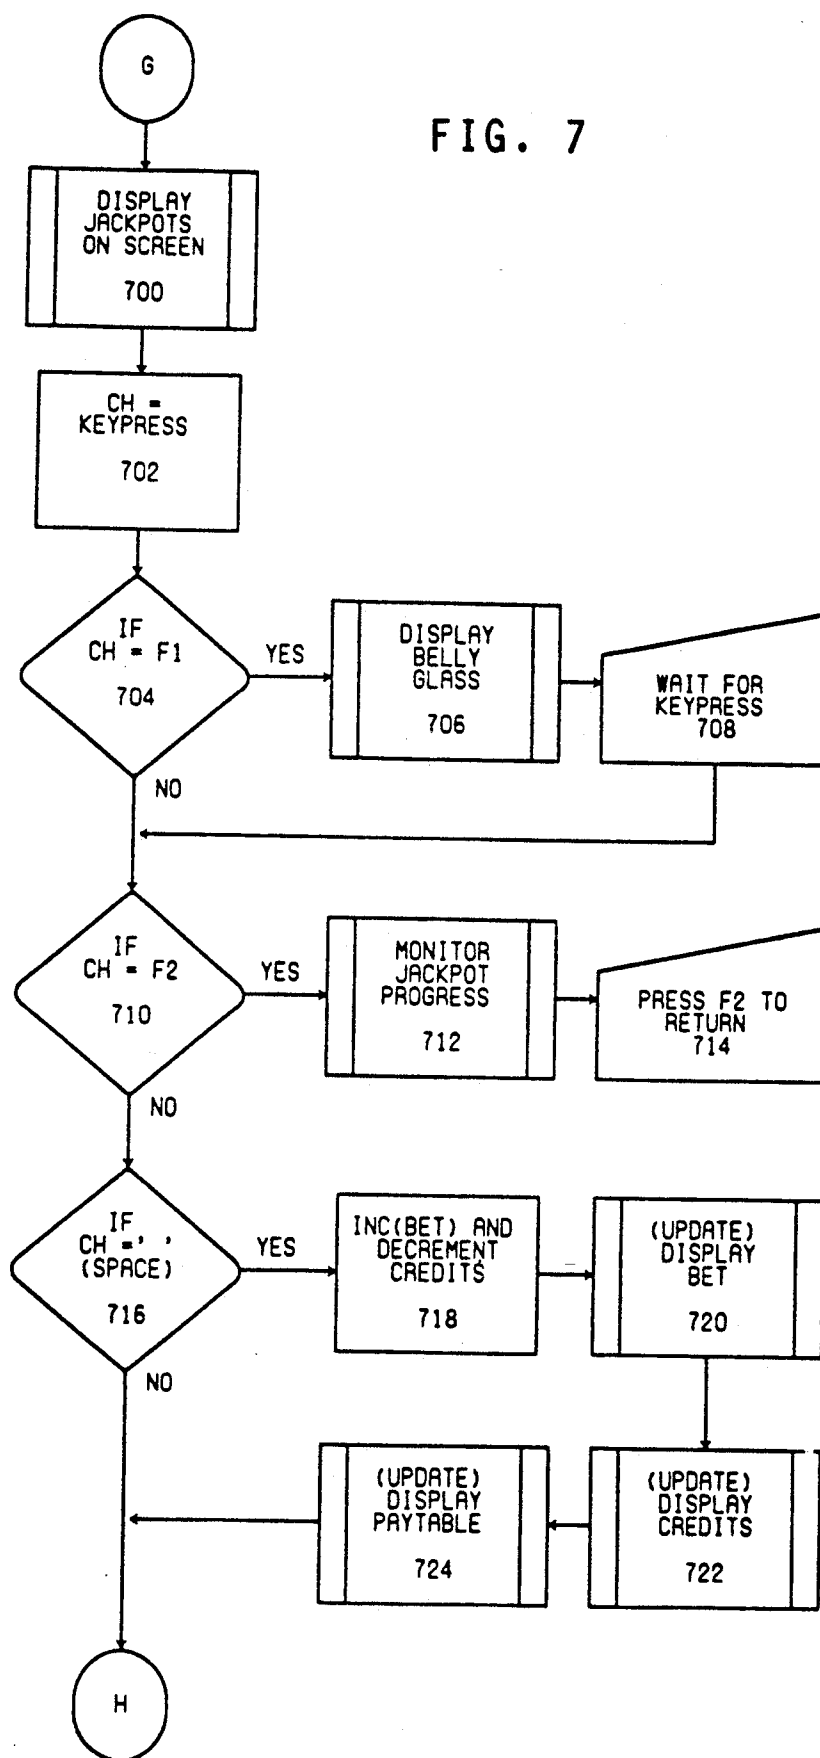 G
FIG. 7
DISPLAY
JACKPOTS
ON SCREEN
700
CH =
KEYPRESS
702
IF
CH = F1
704
YES
NO
DISPLAY
BELLY
GLASS
706
WAIT FOR
KEYPRESS
708
IF
CH = F2
710
YES
NO
MONITOR
JACKPOT
PROGRESS
712
PRESS F2 TO
RETURN
714
IF
CH =' '
(SPACE)
716
YES
NO
INC(BET) AND
DECREMENT
CREDITS
718
(UPDATE)
DISPLAY
BET
720
(UPDATE)
DISPLAY
CREDITS
722
(UPDATE)
DISPLAY
PAYTABLE
724
H